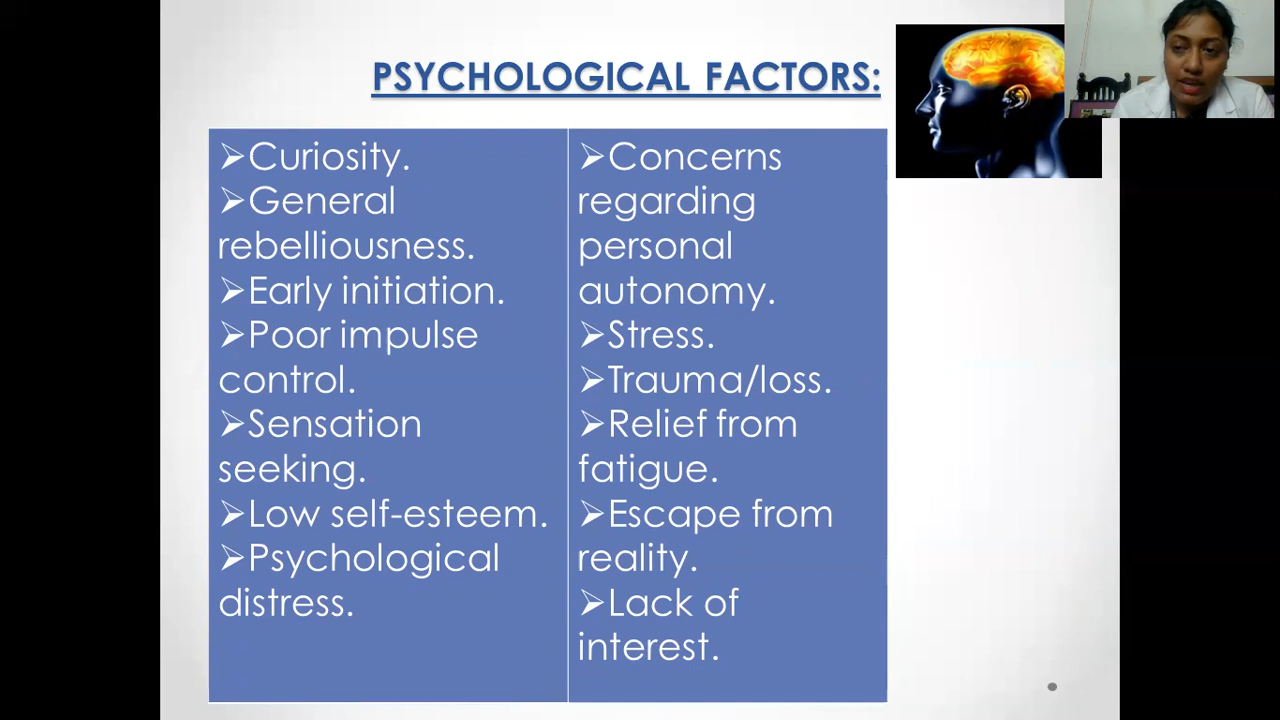 PSYCHOLOGICAL FACTORS:
➢Curiosity.
➢General
rebelliousness.
➢Early initiation.
➢Poor impulse
control.
➢Sensation
seeking.
➢Low self-esteem.
➢Psychological
distress.
➢Concerns
regarding
personal
autonomy.
➢Stress.
➢Trauma/loss.
➢Relief from
fatigue.
➢Escape from
reality.
➢Lack of
interest.